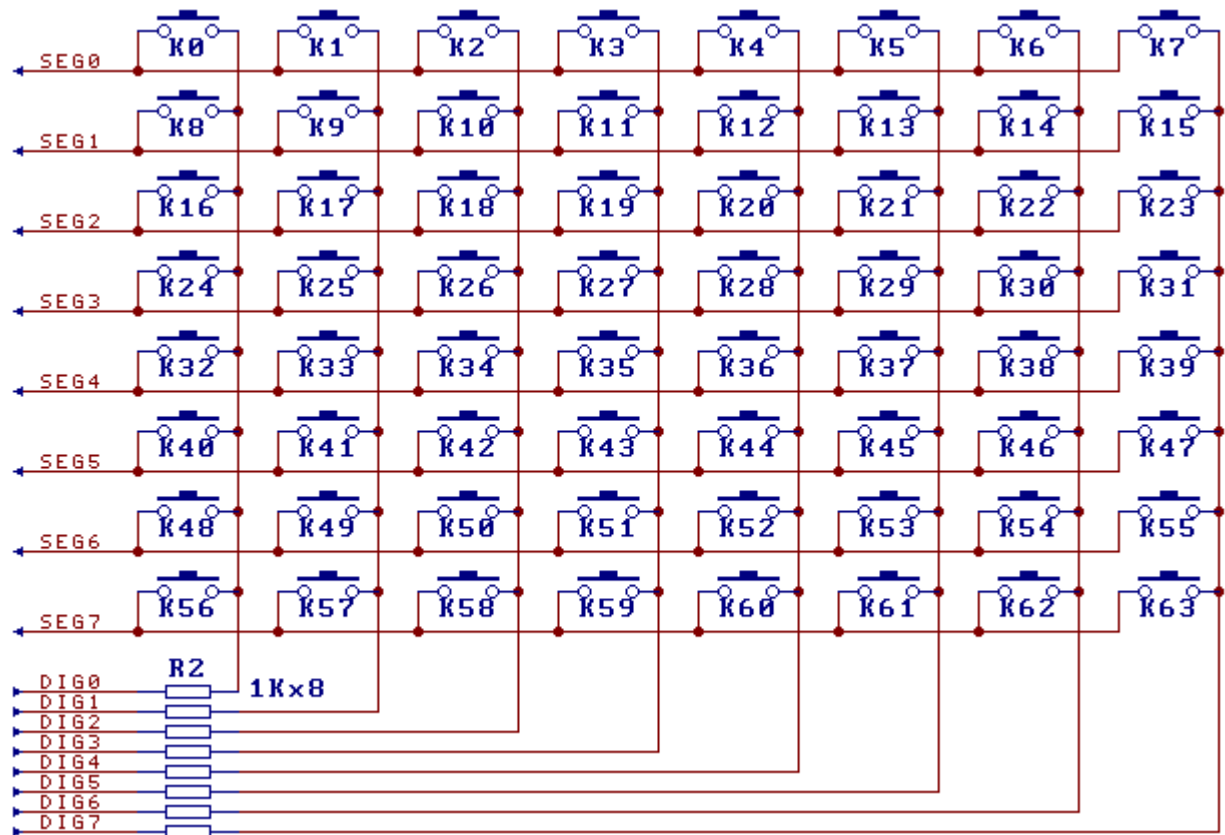 K0 K1 K2 K3 K4 K5 K6 K7
SEG0
K8 K9 K10 K11 K12 K13 K14 K15
SEG1
K16 K17 K18 K19 K20 K21 K22 K23
SEG2
K24 K25 K26 K27 K28 K29 K30 K31
SEG3
K32 K33 K34 K35 K36 K37 K38 K39
SEG4
K40 K41 K42 K43 K44 K45 K46 K47
SEG5
K48 K49 K50 K51 K52 K53 K54 K55
SEG6
K56 K57 K58 K59 K60 K61 K62 K63
SEG7
R2
DIG0 1Kx8
DIG1
DIG2
DIG3
DIG4
DIG5
DIG6
DIG7